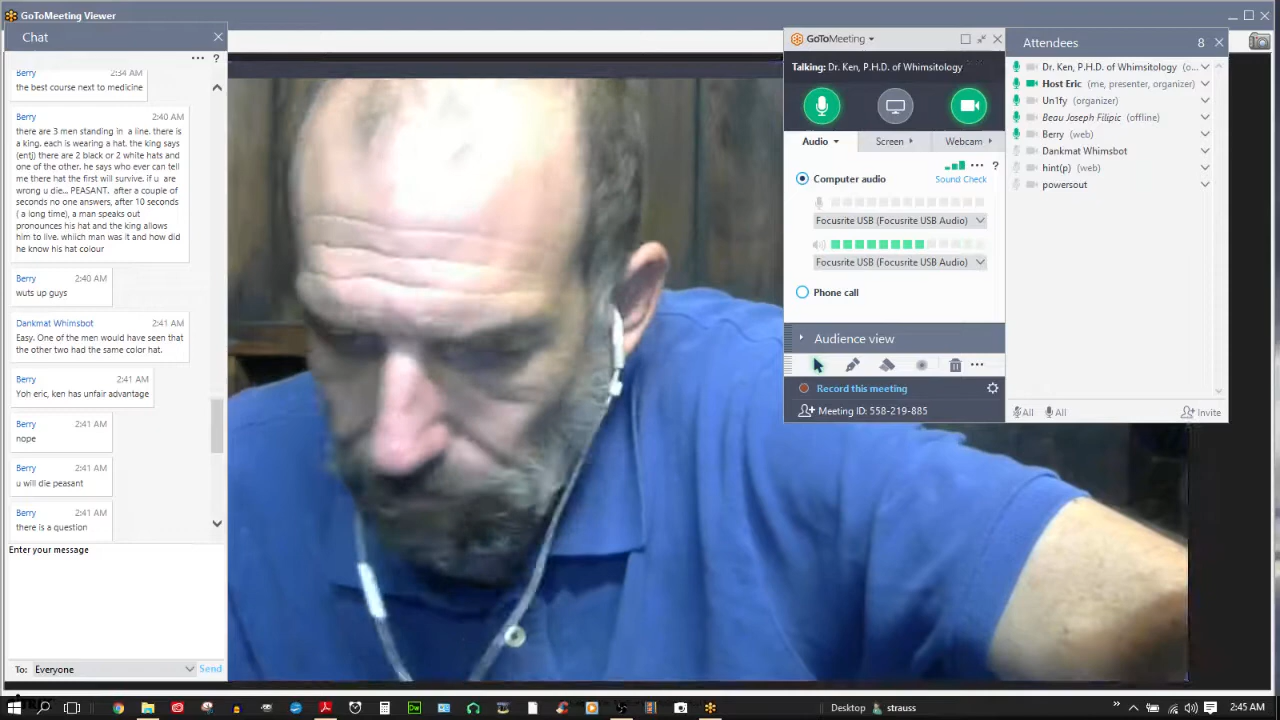 GoToMeeting Viewer
Chat
?
Berry 2:34 AM
the best course next to medicine
Berry 2:40 AM
there are 3 men standing in a line. there is
a king. each is wearing a hat. the king says
(entj) there are 2 black or 2 white hats and
one of the other. he says who ever can tell
me there hat the first will survive. if u are
wrong u die... PEASANT. after a couple of
seconds no one answers, after 10 seconds
( a long time), a man speaks out
pronounces his hat and the king allows
him to live. whiich man was it and how did
he know his hat colour
Berry 2:40 AM
wuts up guys
Dankmat Whimsbot 2:41 AM
Easy. One of the men would have seen that
the other two had the same color hat.
Berry 2:41 AM
Yoh eric, ken has unfair advantage
Berry 2:41 AM
nope
Berry 2:41 AM
u will die peasant
Berry 2:41 AM
there is a question
Enter your message
To: Everyone Send
GoToMeeting
Talking: Dr. Ken, P.H.D. of Whimsitology
Audio Screen Webcam
?
Computer audio Sound Check
Focusrite USB (Focusrite USB Audio)
Focusrite USB (Focusrite USB Audio)
Phone call
Audience view
Record this meeting
Meeting ID: 558-219-885
Attendees 8
Dr. Ken, P.H.D. of Whimsitology (o...
Host Eric (me, presenter, organizer)
Un1fy (organizer)
Beau Joseph Filipic (offline)
Berry (web)
Dankmat Whimsbot
hint(p) (web)
powersout
All All Invite
Desktop strauss 2:45 AM